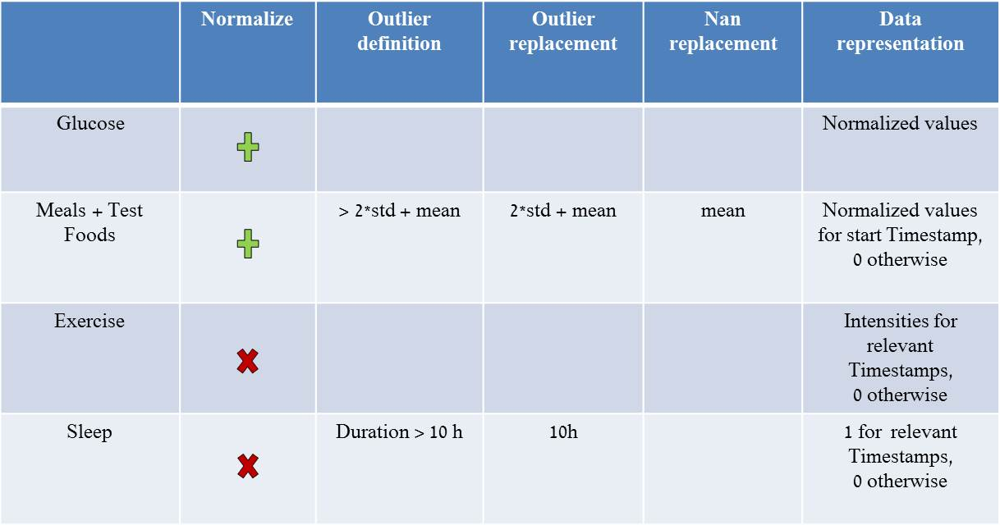 Normalize
Outlier
definition
Outlier
replacement
Nan
replacement
Data
representation
Glucose
Normalized values
Meals + Test
Foods
> 2*std + mean
2*std + mean
mean
Normalized values
for start Timestamp,
0 otherwise
Exercise
Intensities for
relevant
Timestamps,
0 otherwise
Sleep
Duration > 10 h
10h
1 for relevant
Timestamps,
0 otherwise